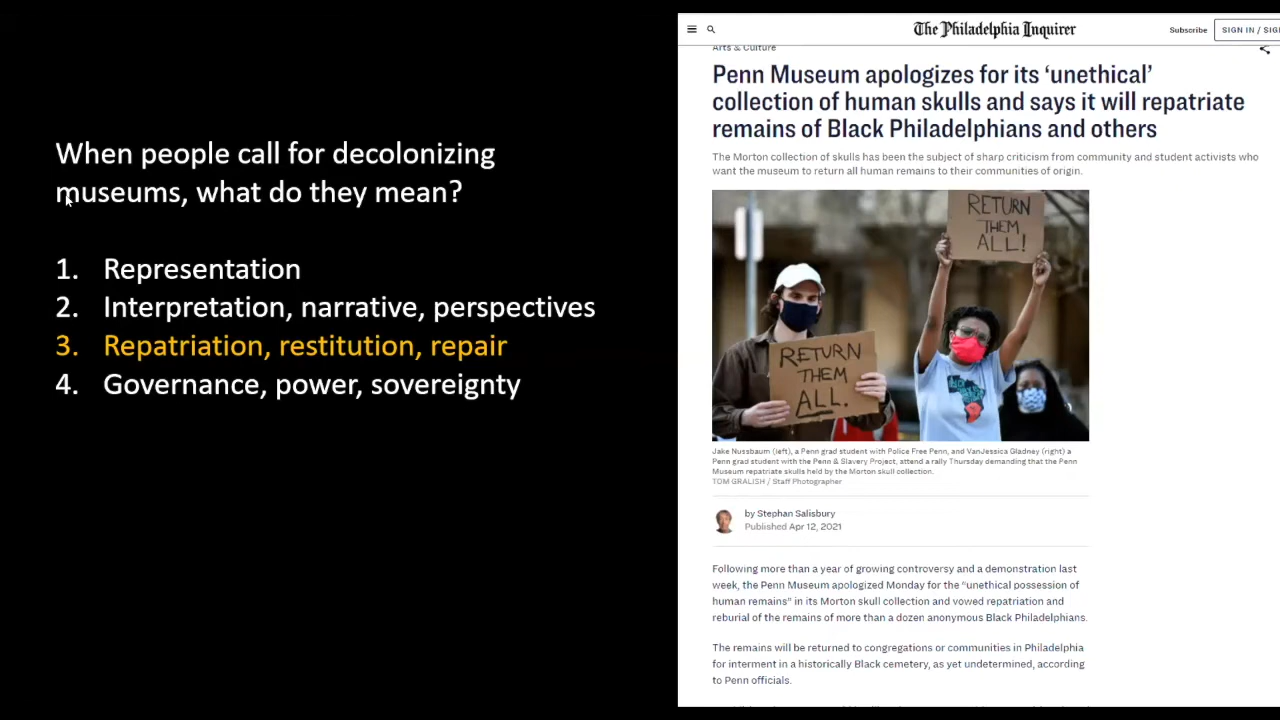 When people call for decolonizing
museums, what do they mean?
1. Representation
2. Interpretation, narrative, perspectives
3. Repatriation, restitution, repair
4. Governance, power, sovereignty
The Philadelphia Inquirer
Subscribe
SIGN IN / SIG
Arts & Culture
Penn Museum apologizes for its ‘unethical’
collection of human skulls and says it will repatriate
remains of Black Philadelphians and others
The Morton collection of skulls has been the subject of sharp criticism from community and student activists who
want the museum to return all human remains to their communities of origin.
RETURN
THEM
ALL!
RETURN
THEM
ALL.
Jake Nussbaum (left), a Penn grad student with Police Free Penn, and VanJessica Gladney (right) a
Penn grad student with the Penn & Slavery Project, attend a rally Thursday demanding that the Penn
Museum repatriate skulls held by the Morton skull collection.
TOM GRALISH / Staff Photographer
by Stephan Salisbury
Published Apr 12, 2021
Following more than a year of growing controversy and a demonstration last
week, the Penn Museum apologized Monday for the “unethical possession of
human remains” in its Morton skull collection and vowed repatriation and
reburial of the remains of more than a dozen anonymous Black Philadelphians.
The remains will be returned to congregations or communities in Philadelphia
for interment in a historically Black cemetery, as yet undetermined, according
to Penn officials.